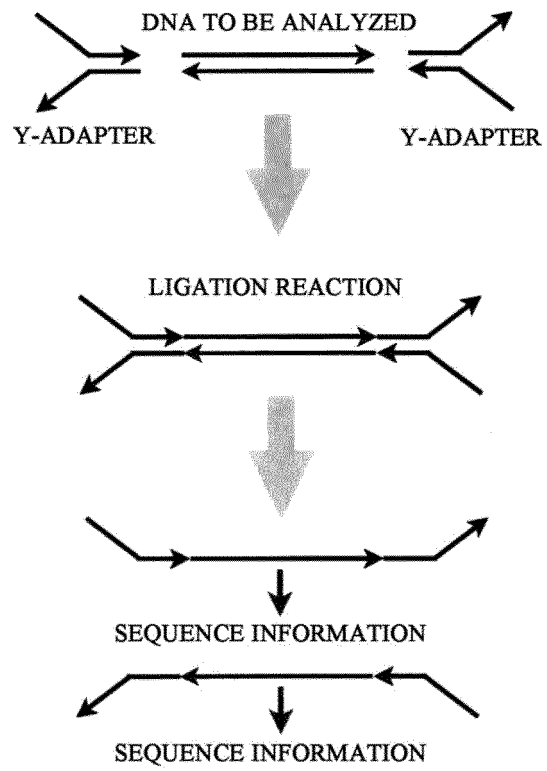 DNA TO BE ANALYZED
Y-ADAPTER
Y-ADAPTER
LIGATION REACTION
SEQUENCE INFORMATION
SEQUENCE INFORMATION